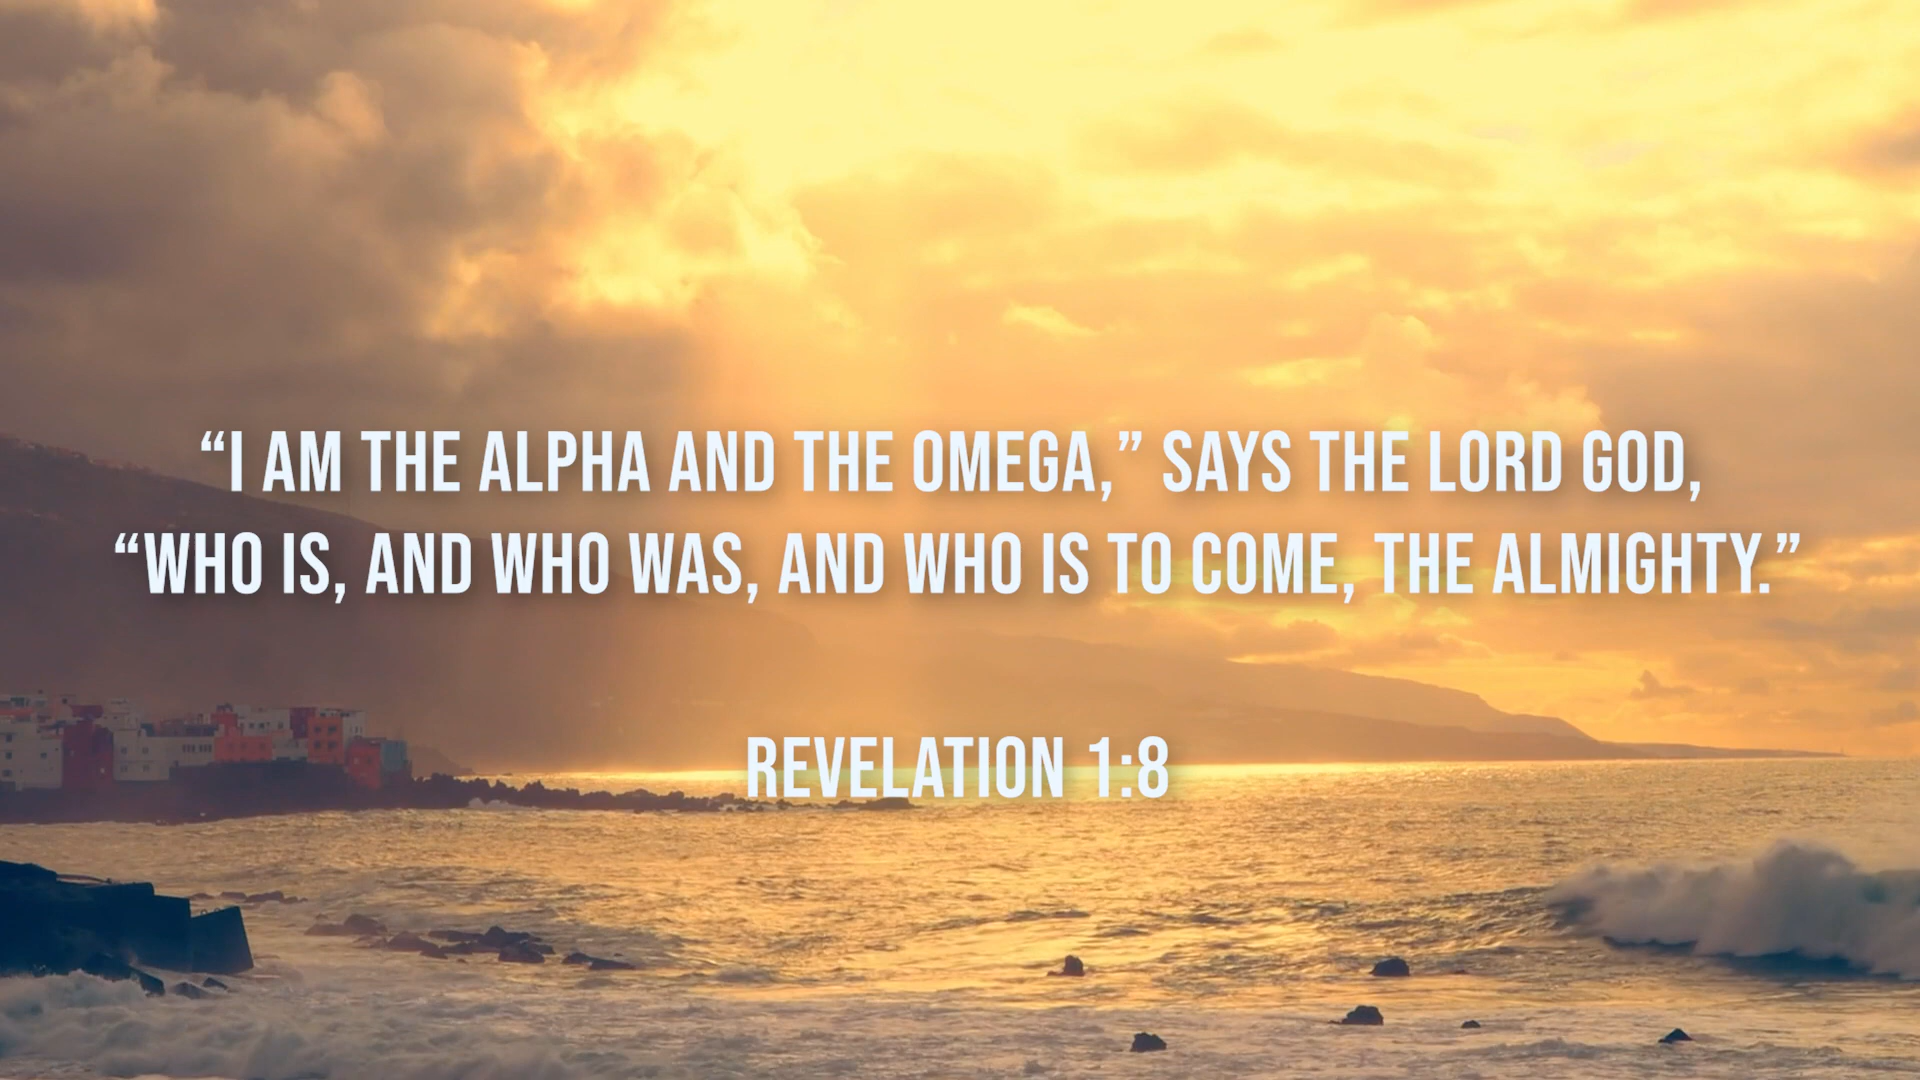 “I AM THE ALPHA AND THE OMEGA,” SAYS THE LORD GOD,
“WHO IS, AND WHO WAS, AND WHO IS TO COME, THE ALMIGHTY.”
REVELATION 1:8